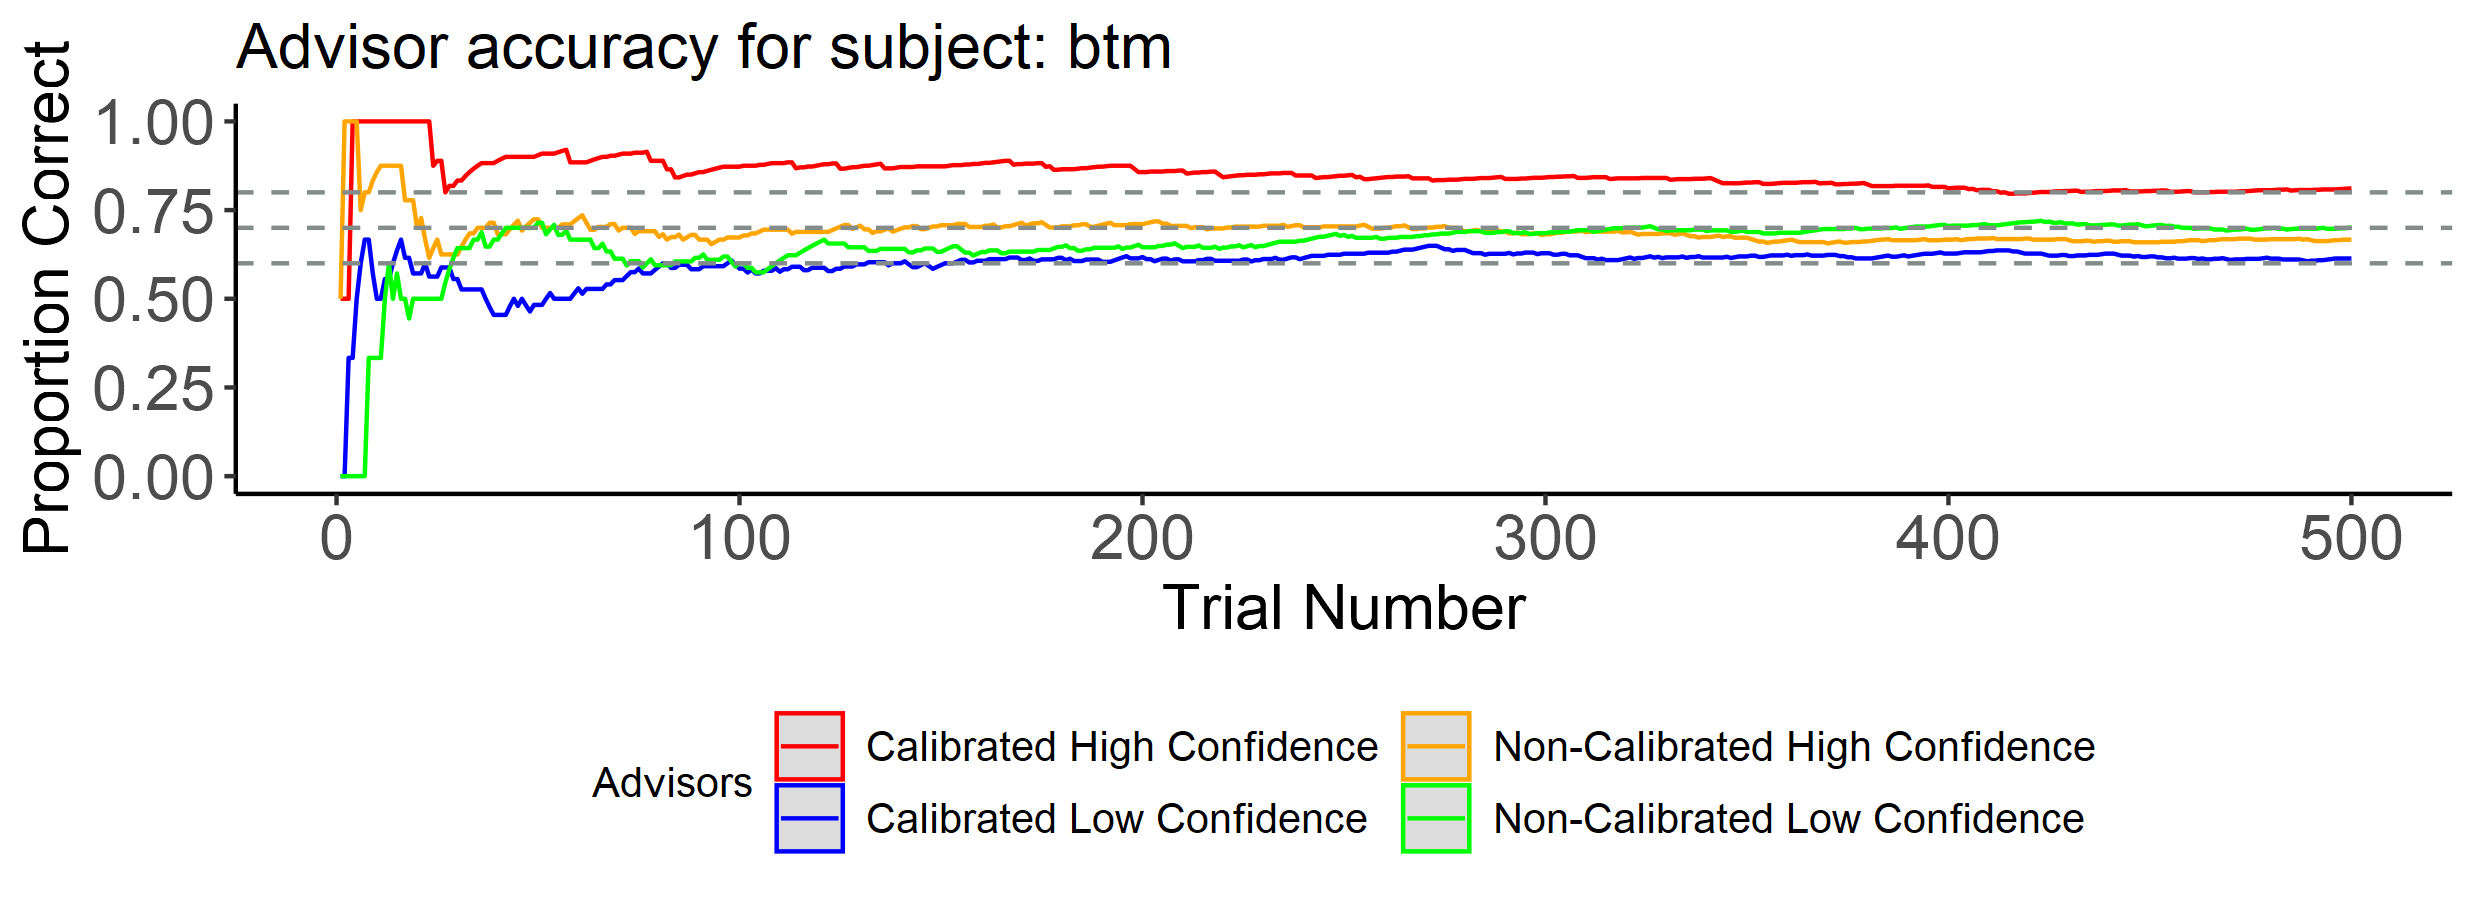 Advisor accuracy for subject: btm
Proportion Correct
1.00
0.75
0.50
0.25
0.00
0 100 200 300 400 500
Trial Number
Advisors
Calibrated High Confidence
Non-Calibrated High Confidence
Calibrated Low Confidence
Non-Calibrated Low Confidence